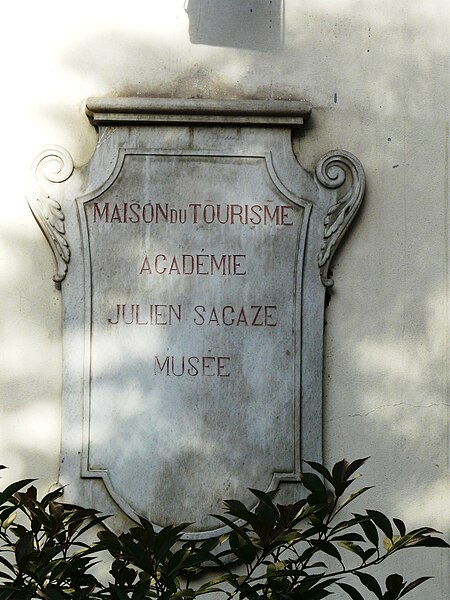 MAISON DU TOURISME
ACADÉMIE
JULIEN SACAZE
MUSÉE